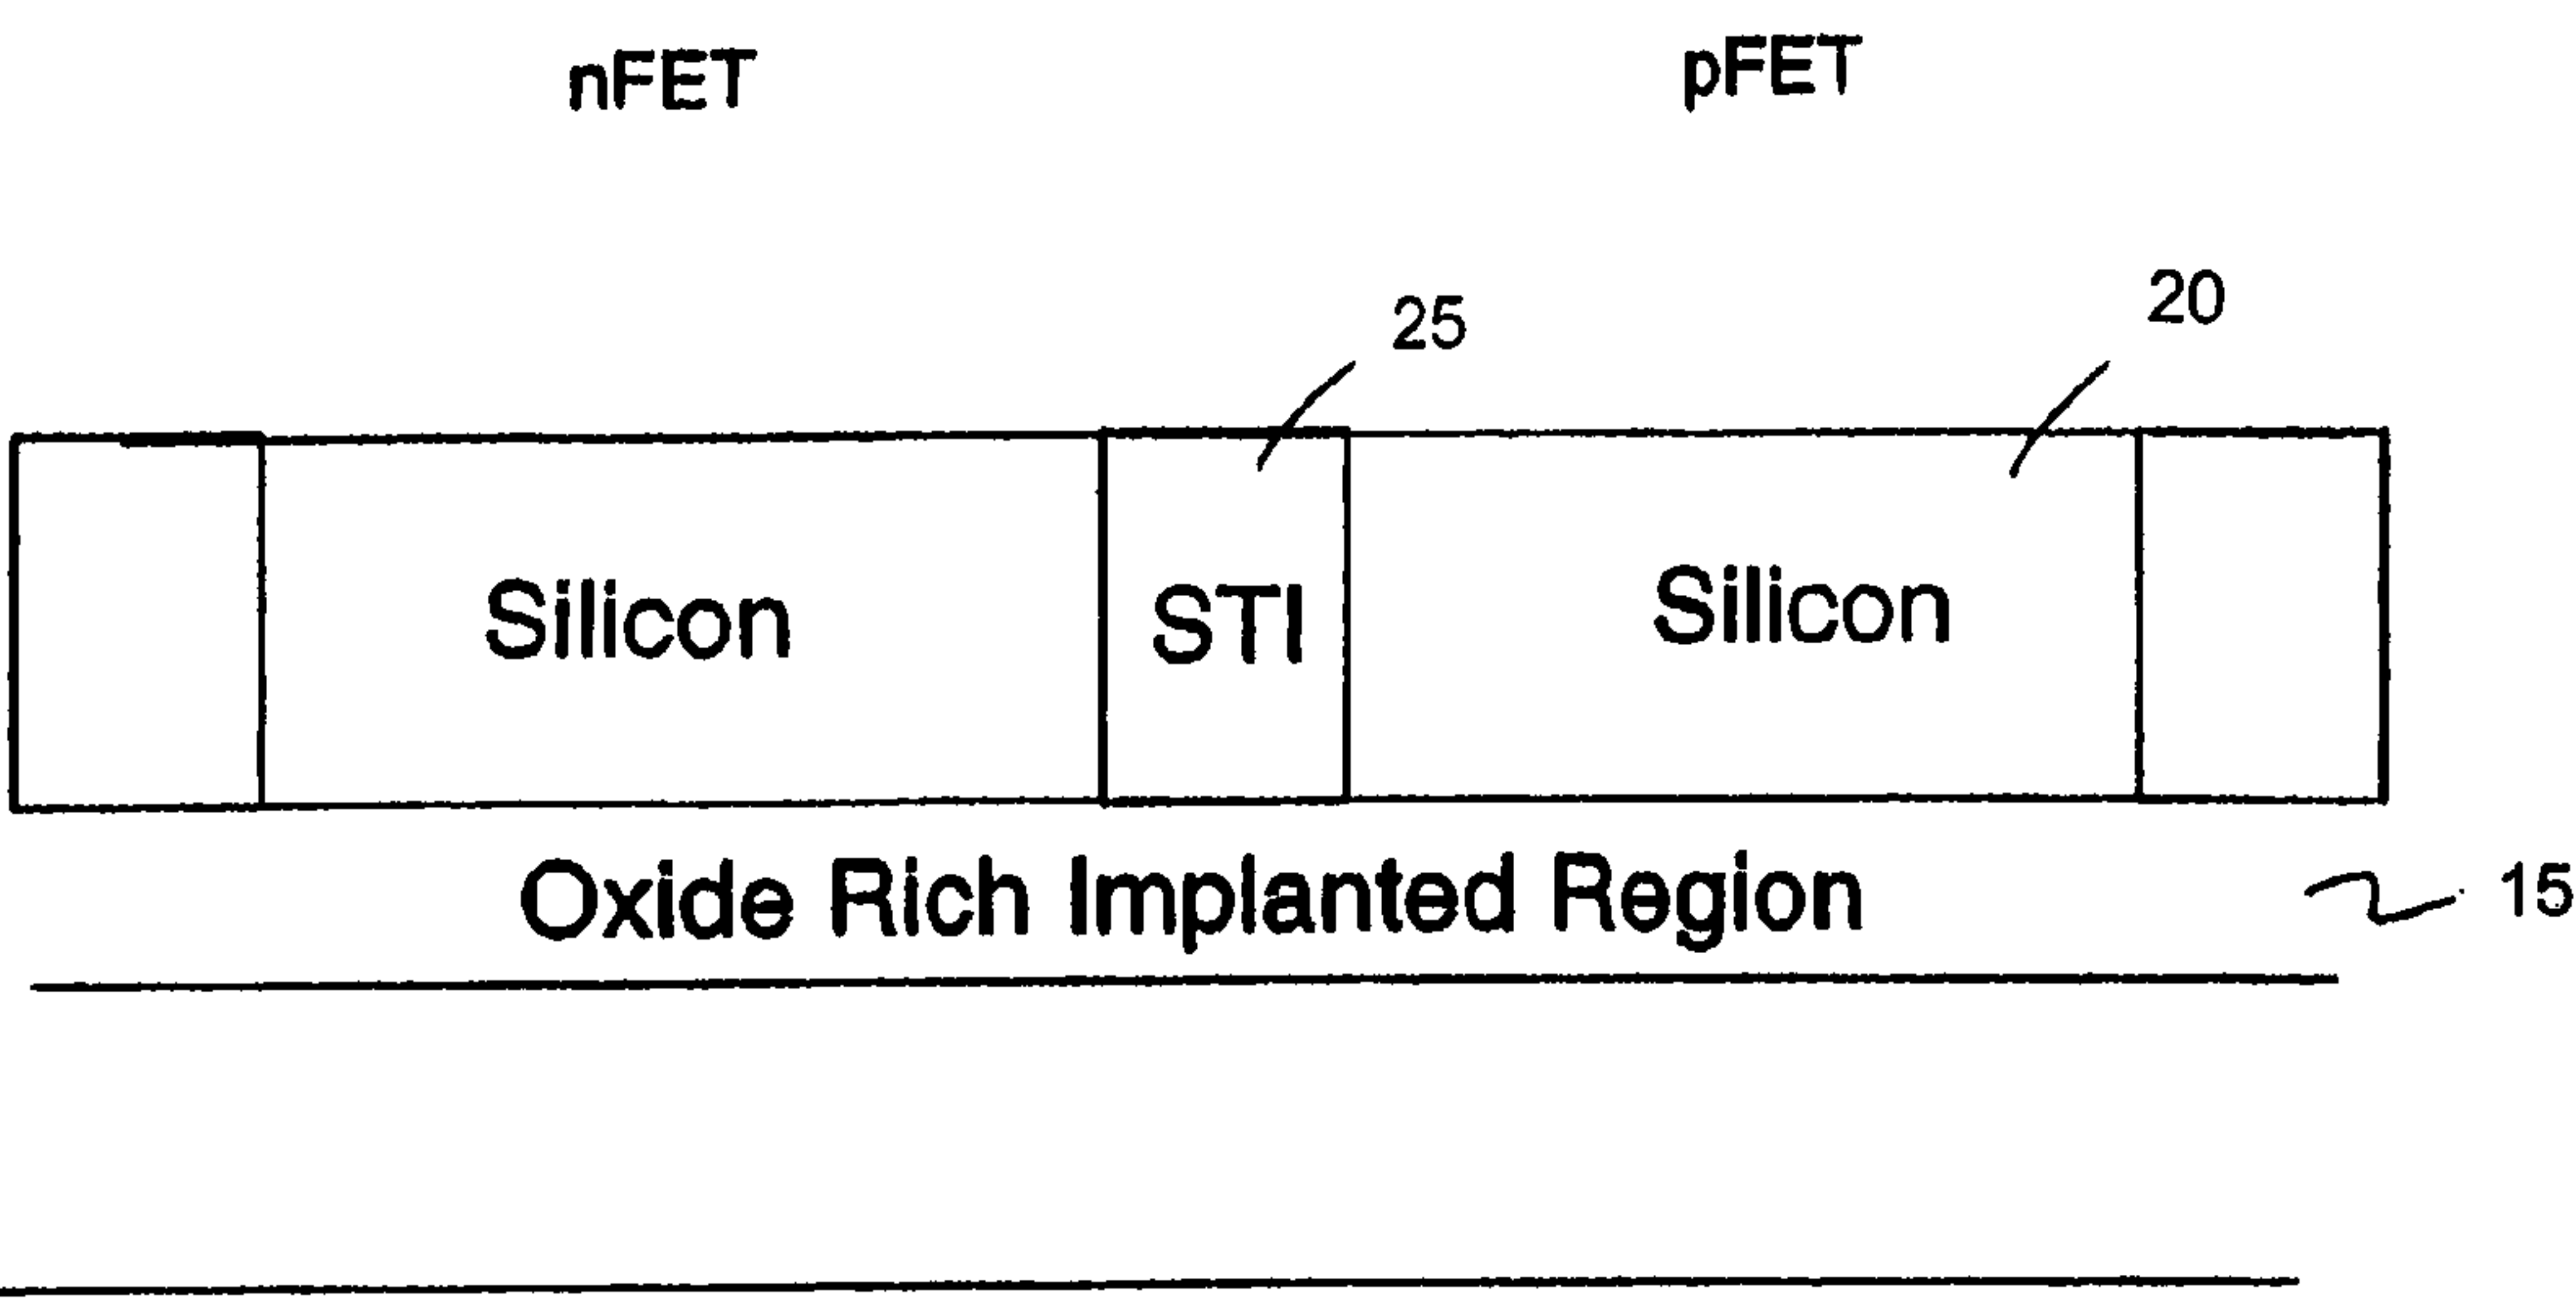 nFET pFET
25 20
Silicon STI Silicon
Oxide Rich Implanted Region 15